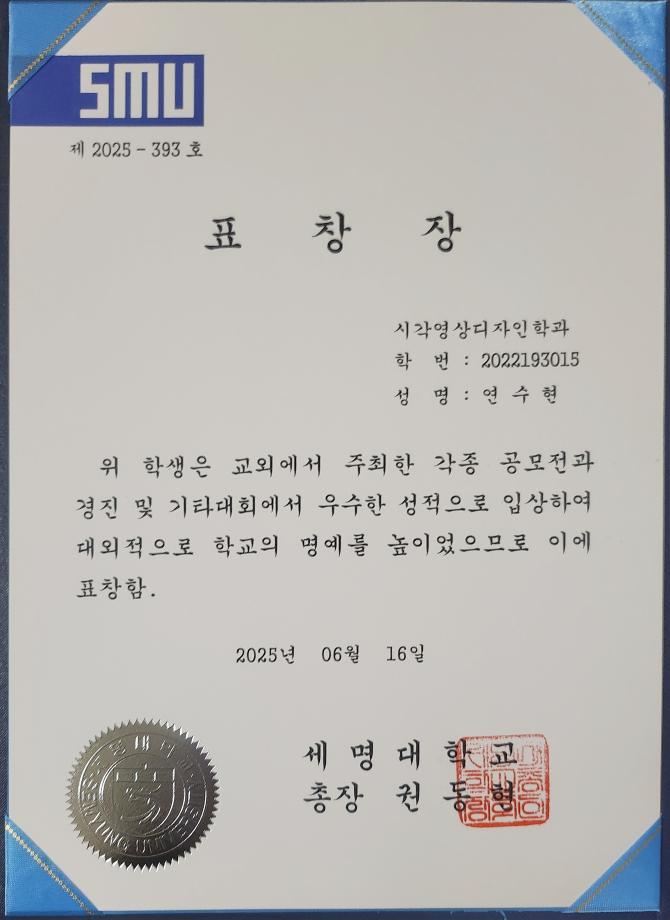 SMU
제 2025 - 393 호
표 창 장
시각영상디자인학과
학 번 : 2022193015
성 명 : 연 수 현
위 학생은 교외에서 주최한 각종 공모전과
경진 및 기타대회에서 우수한 성적으로 입상하여
대외적으로 학교의 명예를 높이었으므로 이에
표창함.
2025년 06월 16일
세 명 대 학 교
총장 권 동 형